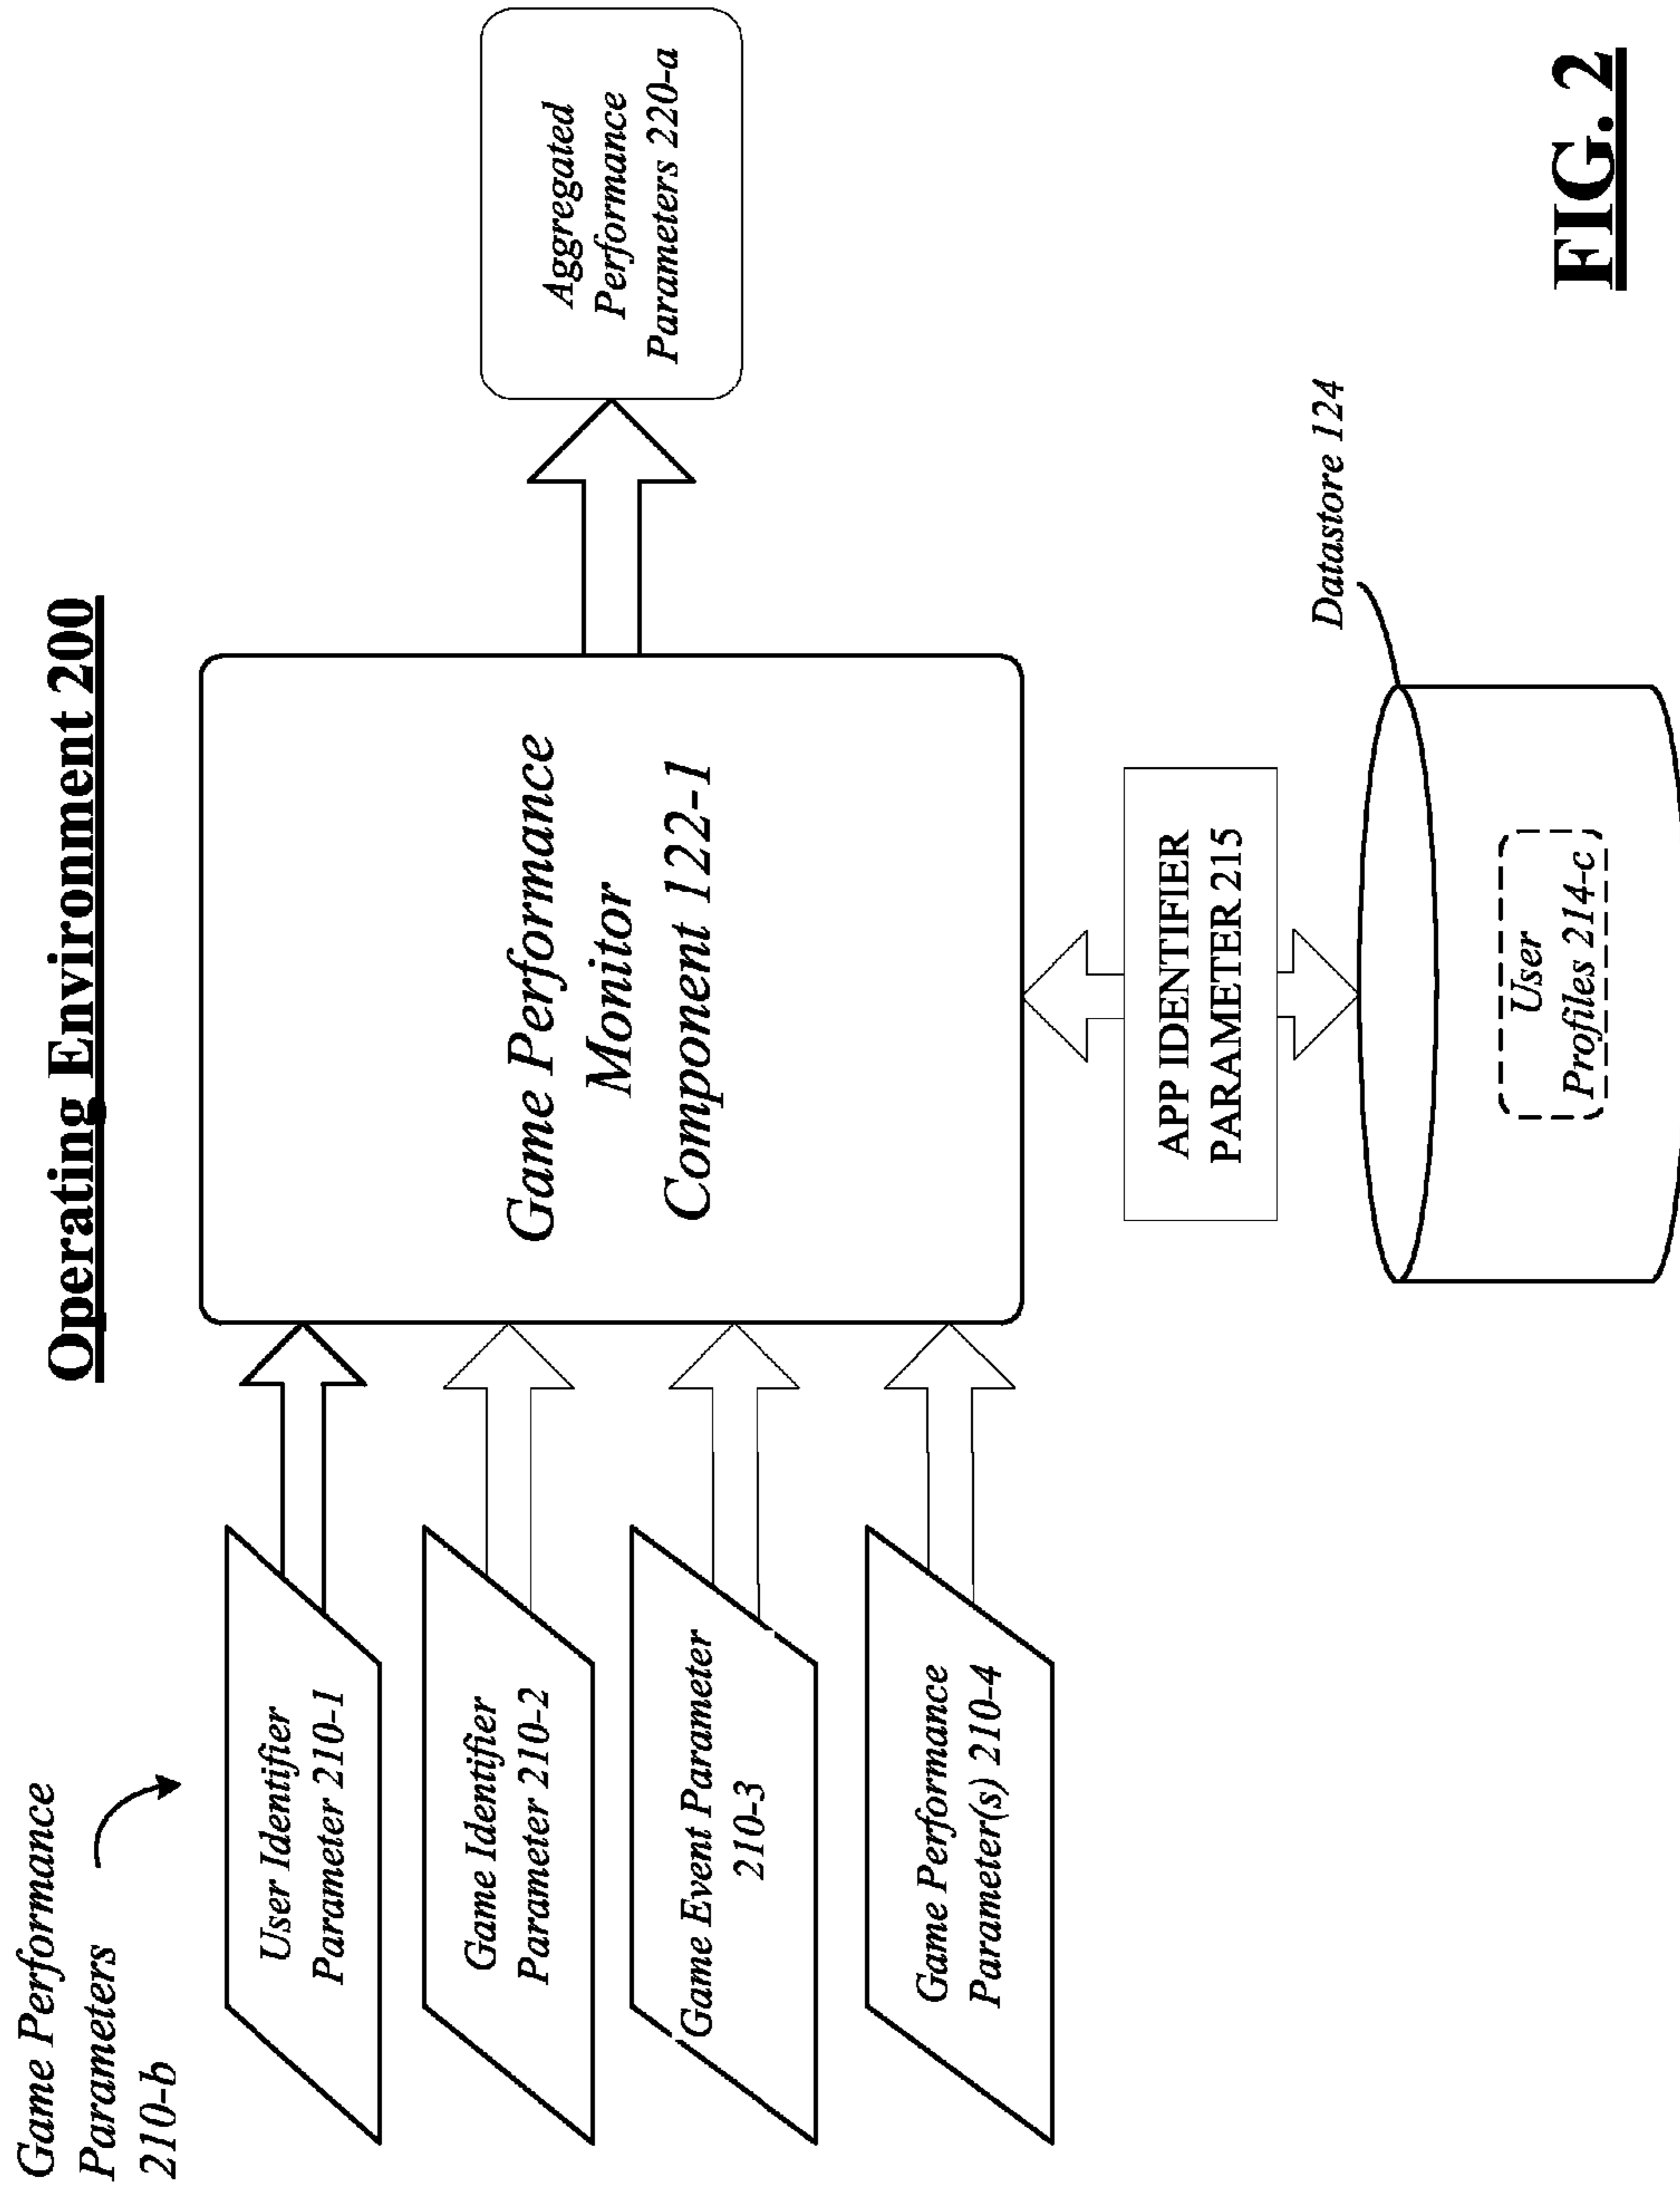 Operating Environment 200
Game Performance
Parameters
210-b
User Identifier
Parameter 210-1
Game Identifier
Parameter 210-2
Game Event Parameter
210-3
Game Performance
Parameter(s) 210-4
Game Performance
Monitor
Component 122-1
Aggregated
Performance
Parameters 220-a
APP IDENTIFIER
PARAMETER 215
Datastore 124
User
Profiles 214-c
FIG. 2